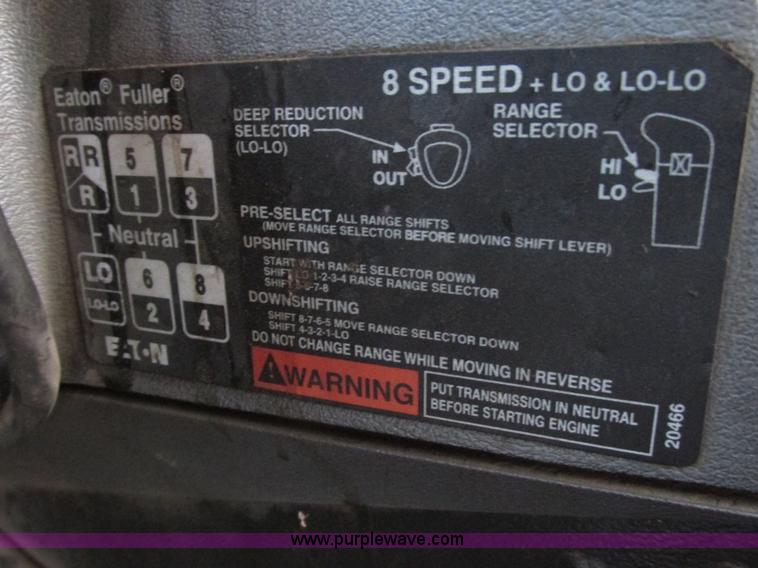 Eaton® Fuller®
Transmissions
8 SPEED + LO & LO-LO
DEEP REDUCTION
SELECTOR
(LO-LO)
IN
OUT
RANGE
SELECTOR
HI
LO
R R 5 7
R 1 3
Neutral
LO 6 8
LO-LO 2 4
EATON
PRE-SELECT ALL RANGE SHIFTS
(MOVE RANGE SELECTOR BEFORE MOVING SHIFT LEVER)
UPSHIFTING
START WITH RANGE SELECTOR DOWN
SHIFT LO-1-2-3-4 RAISE RANGE SELECTOR
SHIFT 5-6-7-8
DOWNSHIFTING
SHIFT 8-7-6-5 MOVE RANGE SELECTOR DOWN
SHIFT 4-3-2-1-LO
DO NOT CHANGE RANGE WHILE MOVING IN REVERSE
WARNING
PUT TRANSMISSION IN NEUTRAL
BEFORE STARTING ENGINE
20466
www.purplewave.com